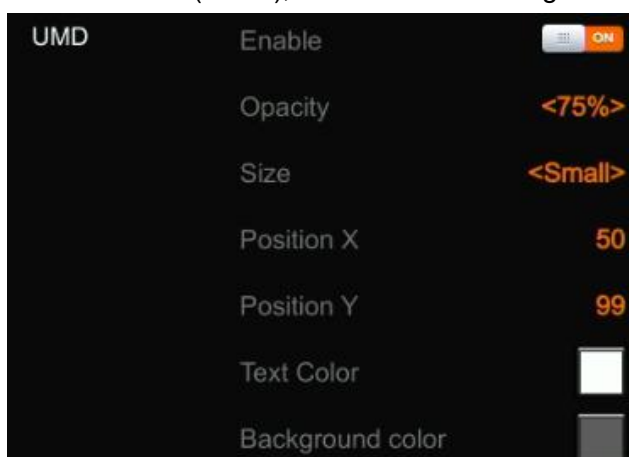 UMD Enable ON
Opacity <75%>
Size <Small>
Position X 50
Position Y 99
Text Color
Background color